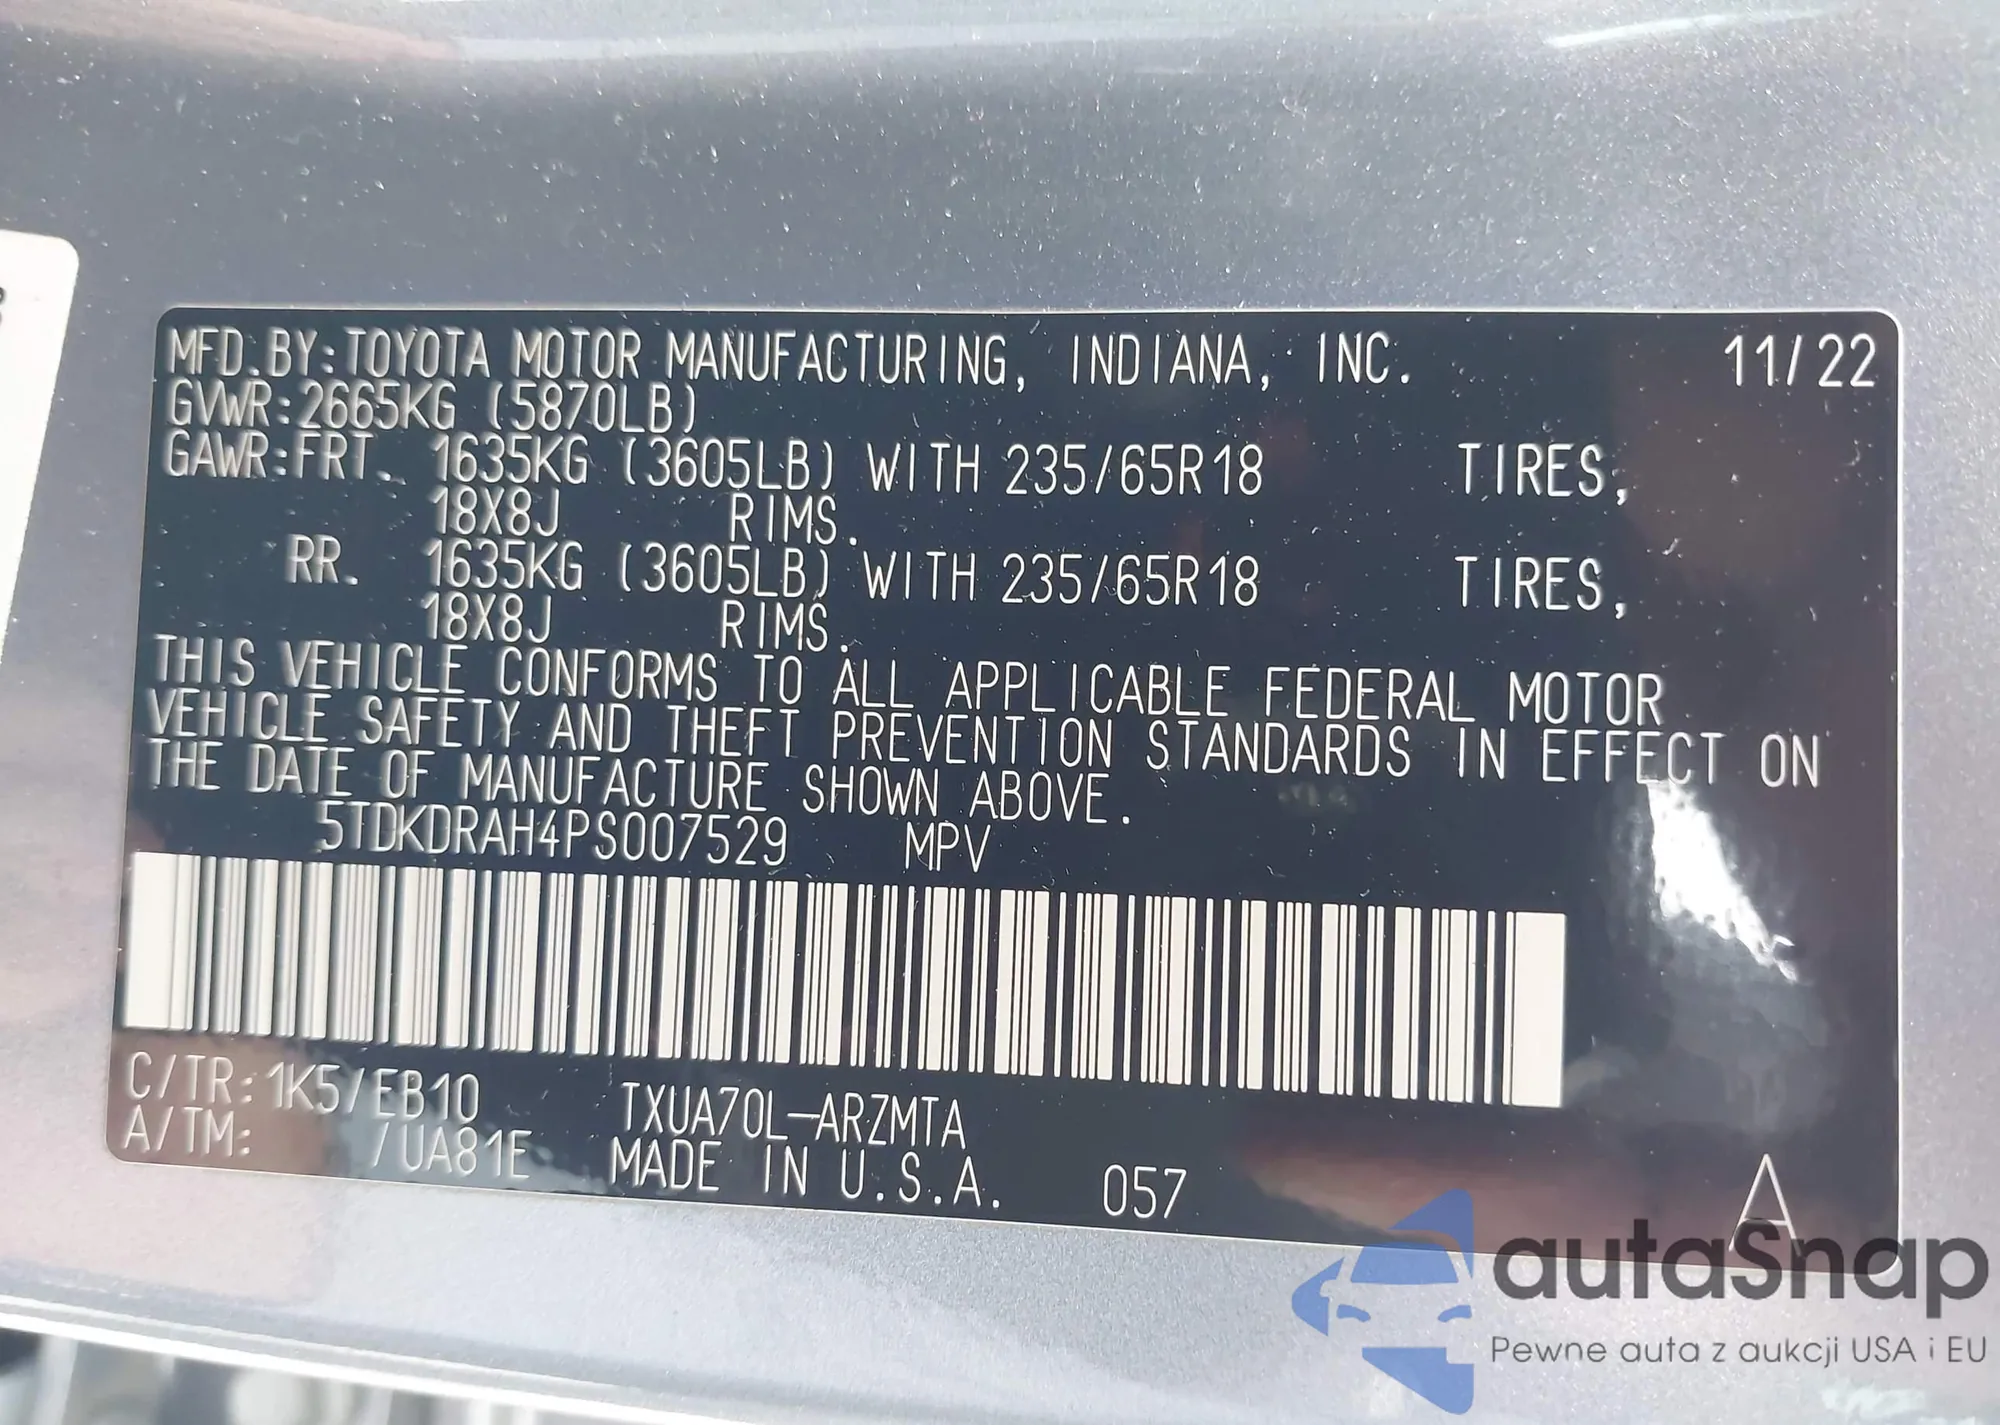 MFD.BY:TOYOTA MOTOR MANUFACTURING, INDIANA, INC. 11/22
GVWR:2665KG (5870LB)
GAWR:FRT. 1635KG (3605LB) WITH 235/65R18 TIRES,
18X8J RIMS.
RR. 1635KG (3605LB) WITH 235/65R18 TIRES,
18X8J RIMS.
THIS VEHICLE CONFORMS TO ALL APPLICABLE FEDERAL MOTOR
VEHICLE SAFETY AND THEFT PREVENTION STANDARDS IN EFFECT ON
THE DATE OF MANUFACTURE SHOWN ABOVE.
5TDKDRAH4PS007529 MPV
C/TR:1K5/EB10 TXUA70L-ARZMTA
A/TM: /UA81E MADE IN U.S.A. 057 A
autaSnap
Pewne auta z aukcji USA i EU